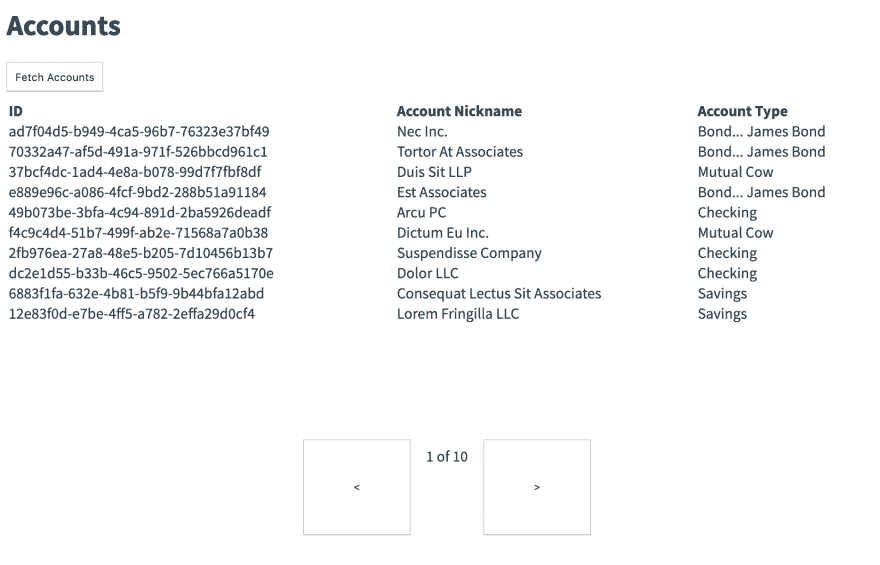 Accounts
Fetch Accounts
ID Account Nickname Account Type
ad7f04d5-b949-4ca5-96b7-76323e37bf49 Nec Inc. Bond... James Bond
70332a47-af5d-491a-971f-526bbcd961c1 Tortor At Associates Bond... James Bond
37bcf4dc-1ad4-4e8a-b078-99d7f7fbf8df Duis Sit LLP Mutual Cow
e889e96c-a086-4fcf-9bd2-288b51a91184 Est Associates Bond... James Bond
49b073be-3bfa-4c94-891d-2ba5926deadf Arcu PC Checking
f4c9c4d4-51b7-499f-ab2e-71568a7a0b38 Dictum Eu Inc. Mutual Cow
2fb976ea-27a8-48e5-b205-7d10456b13b7 Suspendisse Company Checking
dc2e1d55-b33b-46c5-9502-5ec766a5170e Dolor LLC Checking
6883f1fa-632e-4b81-b5f9-9b44bfa12abd Consequat Lectus Sit Associates Savings
12e83f0d-e7be-4ff5-a782-2effa29d0cf4 Lorem Fringilla LLC Savings
< 1 of 10 >